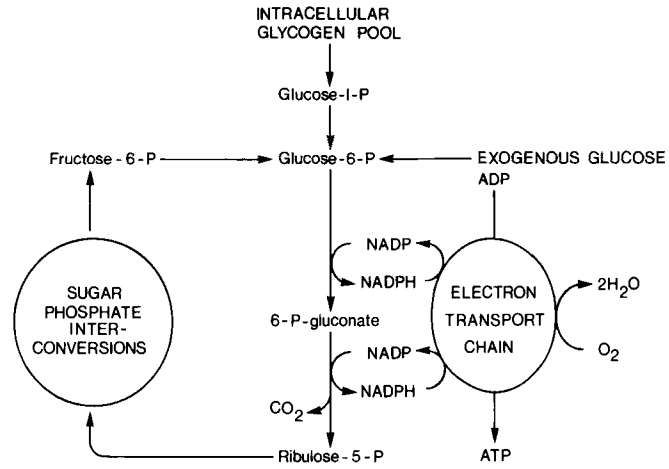 INTRACELLULAR
GLYCOGEN POOL
Glucose-1-P
Fructose-6-P
Glucose-6-P
EXOGENOUS GLUCOSE
ADP
NADP
NADPH
SUGAR
PHOSPHATE
INTER-
CONVERSIONS
ELECTRON
TRANSPORT
CHAIN
2H₂O
O₂
6-P-gluconate
NADP
NADPH
CO₂
Ribulose-5-P
ATP